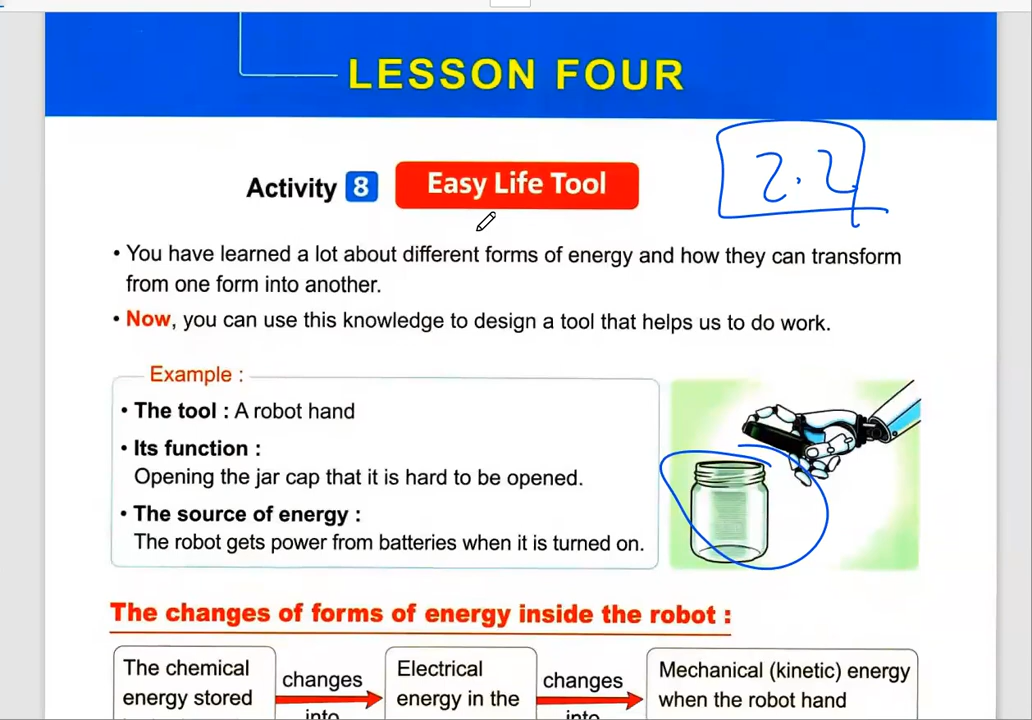 LESSON FOUR
2.2
Activity 8 Easy Life Tool
• You have learned a lot about different forms of energy and how they can transform
from one form into another.
• Now, you can use this knowledge to design a tool that helps us to do work.
Example :
• The tool : A robot hand
• Its function :
Opening the jar cap that it is hard to be opened.
• The source of energy :
The robot gets power from batteries when it is turned on.
The changes of forms of energy inside the robot :
The chemical
energy stored
changes
into
Electrical
energy in the
changes
into
Mechanical (kinetic) energy
when the robot hand